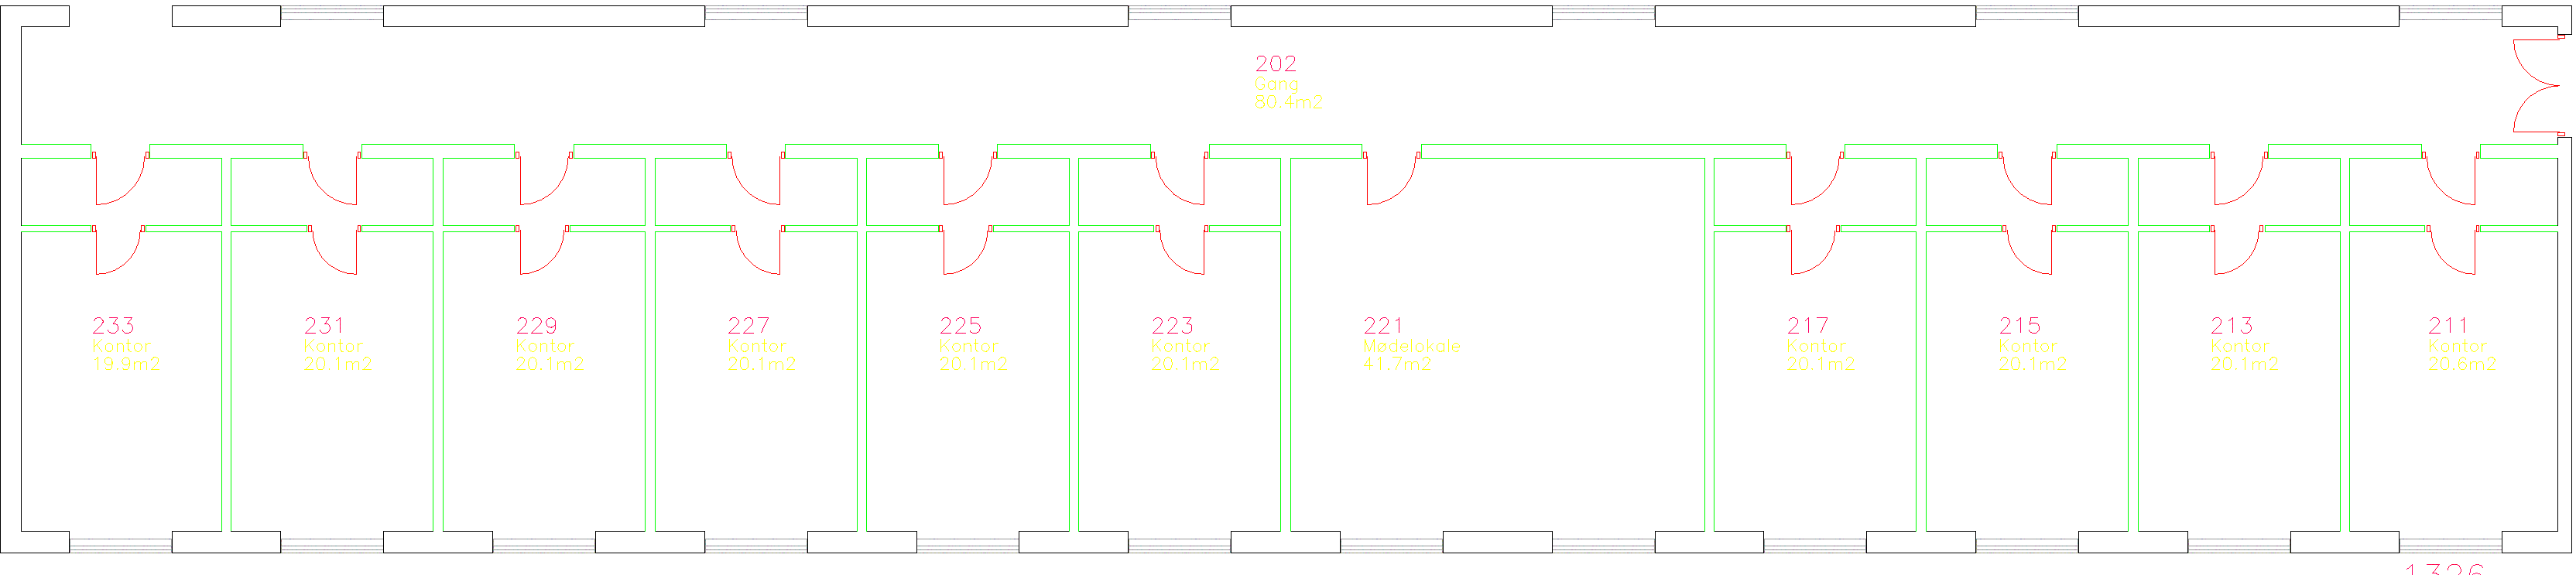 202
Gang
80.4m2
233
Kontor
19.9m2
231
Kontor
20.1m2
229
Kontor
20.1m2
227
Kontor
20.1m2
225
Kontor
20.1m2
223
Kontor
20.1m2
221
Mødelokale
41.7m2
217
Kontor
20.1m2
215
Kontor
20.1m2
213
Kontor
20.1m2
211
Kontor
20.6m2